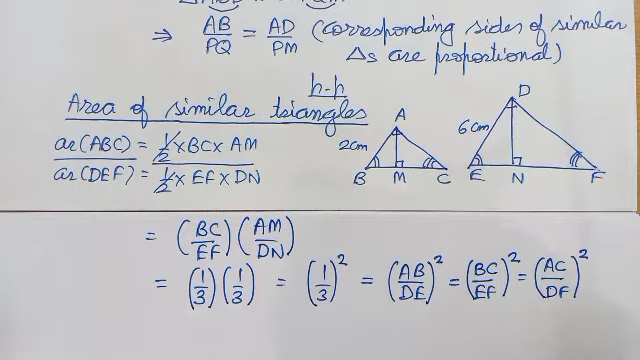 ⇒ AB/PQ = AD/PM (corresponding sides of similar
Δs are proportional)
h-h
Area of similar triangles
ar(ABC) = ½ × BC × AM
ar(DEF) = ½ × EF × DN
A
2cm
B M C
D
6cm
E N F
= (BC/EF) (AM/DN)
= (1/3) (1/3) = (1/3)² = (AB/DE)² = (BC/EF)² = (AC/DF)²